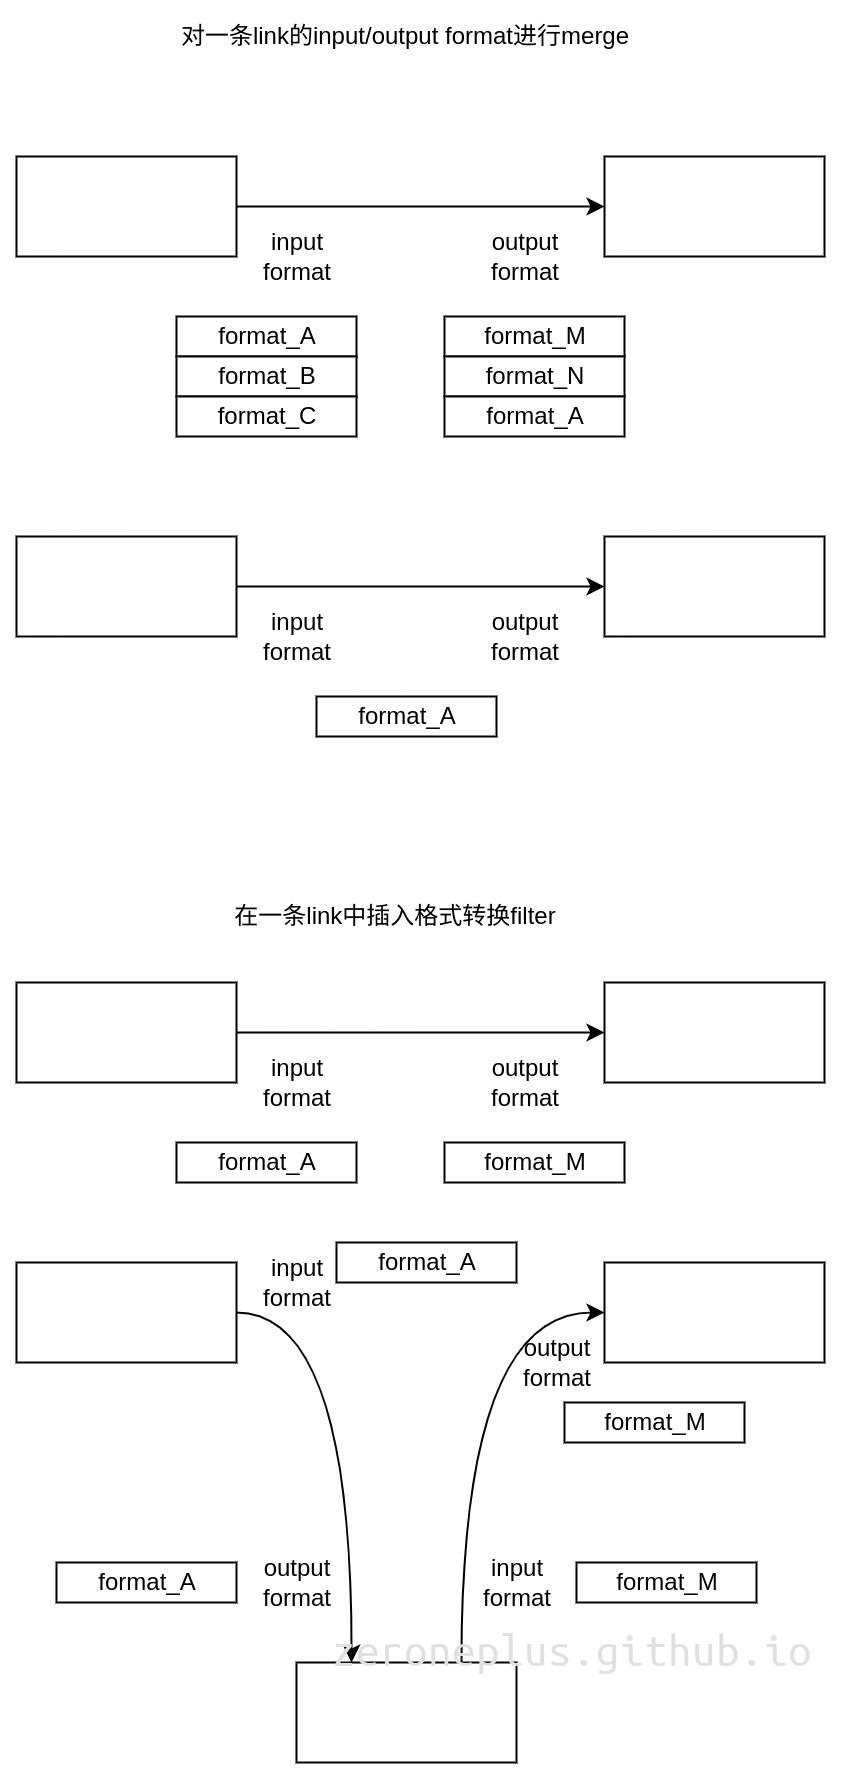 对一条link的input/output format进行merge
input
format
output
format
format_A
format_B
format_C
format_M
format_N
format_A
input
format
output
format
format_A
在一条link中插入格式转换filter
input
format
output
format
format_A
format_M
input
format
format_A
output
format
format_M
format_A
output
format
input
format
format_M
zeroneplus.github.io